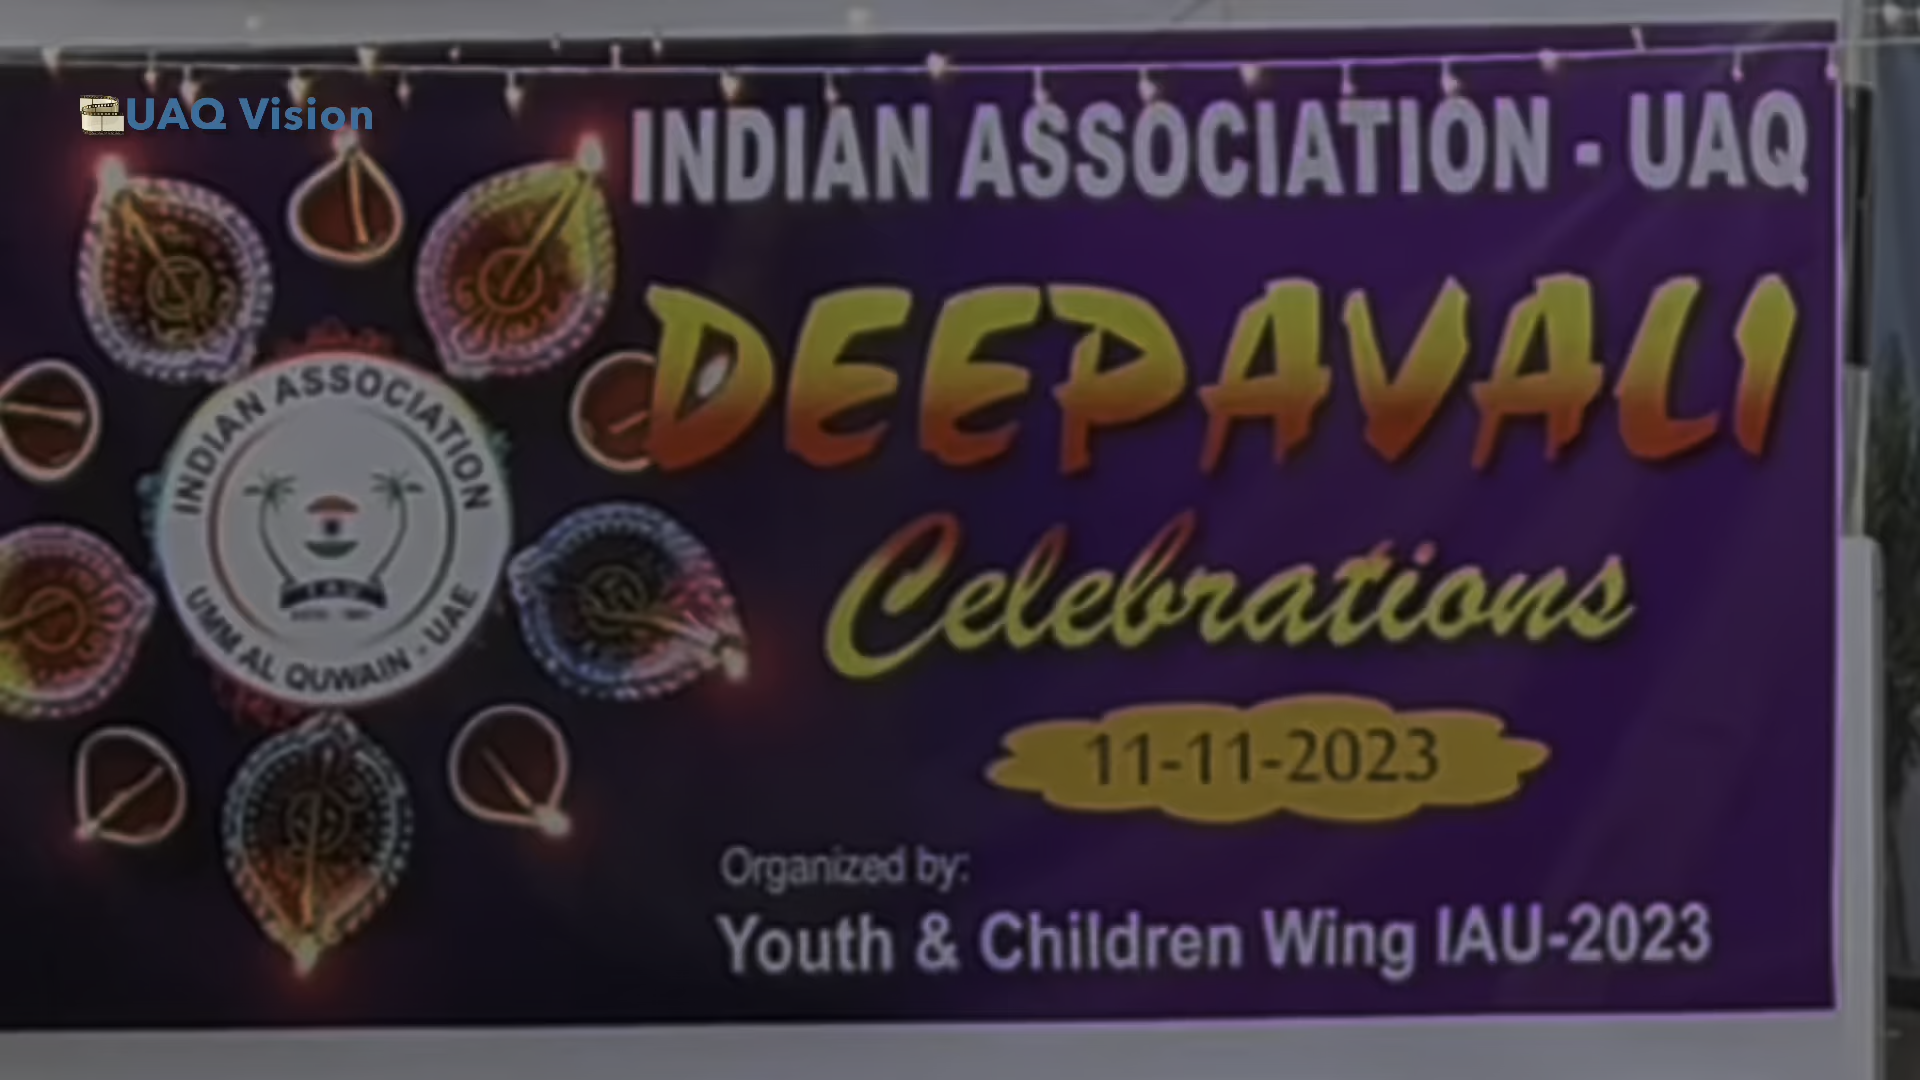 UAQ Vision
INDIAN ASSOCIATION - UAQ
DEEPAVALI
Celebrations
11-11-2023
Organized by:
Youth & Children Wing IAU-2023
INDIAN ASSOCIATION
UMM AL QUWAIN - UAE